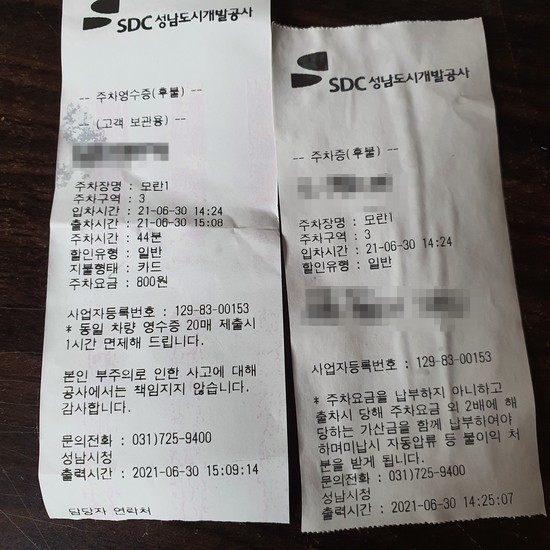 SDC 성남도시개발공사
-- 주차영수증(후불)
-- (고객 보관용) --
주차장명 : 모란1
주차구역 : 3
입차시간 : 21-06-30 14:24
출차시간 : 21-06-30 15:08
주차시간 : 44분
할인유형 : 일반
지불형태 : 카드
주차요금 : 800원
사업자등록번호 : 129-83-00153
* 동일 차량 영수증 20매 제출시
1시간 면제해 드립니다.
본인 부주의로 인한 사고에 대해
공사에서는 책임지지 않습니다.
감사합니다.
문의전화 : 031)725-9400
성남시청
출력시간 : 2021-06-30 15:09:14
담당자 연락처
SDC 성남도시개발공사
-- 주차증(후불) --
주차장명 : 모란1
주차구역 : 3
입차시간 : 21-06-30 14:24
할인유형 : 일반
사업자등록번호 : 129-83-00153
* 주차요금을 납부하지 아니하고
출차시 당해 주차요금 외 2배에 해
당하는 가산금을 함께 납부하여야
하며미납시 자동압류 등 불이익 처
분을 받게 됩니다.
문의전화 : 031)725-9400
성남시청
출력시간 : 2021-06-30 14:25:07